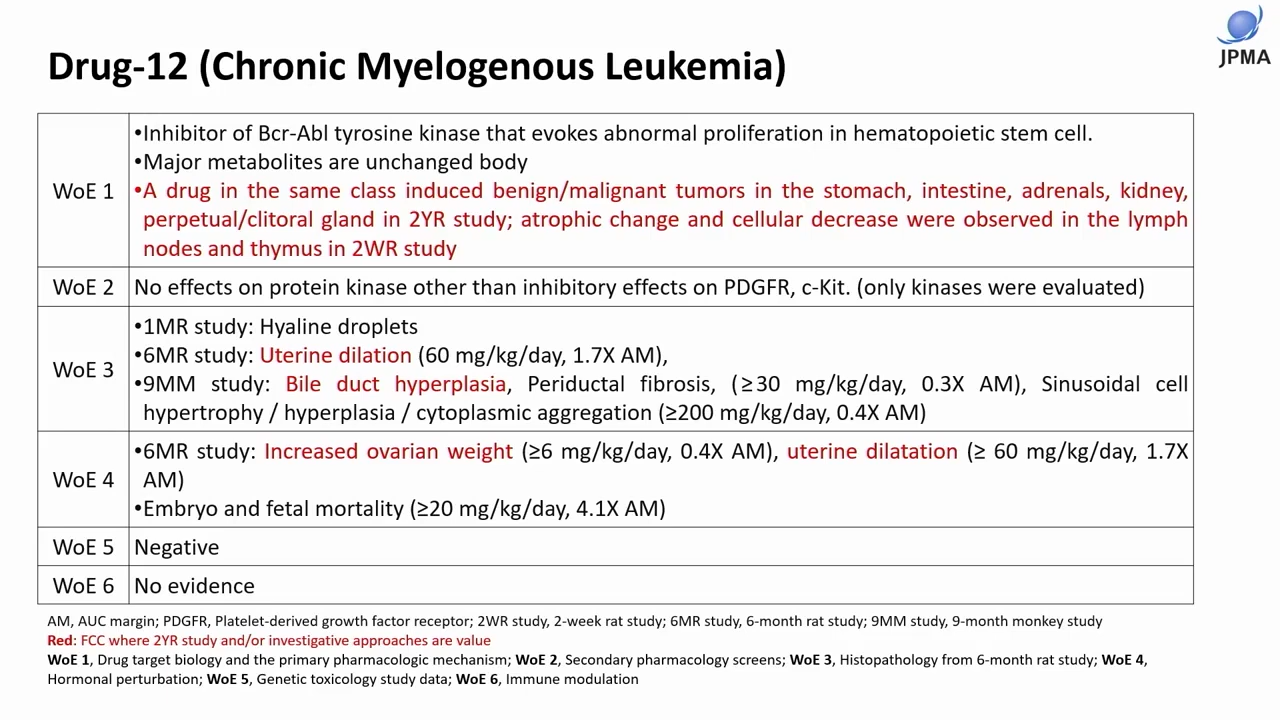 JPMA
Drug-12 (Chronic Myelogenous Leukemia)
WoE 1
•Inhibitor of Bcr-Abl tyrosine kinase that evokes abnormal proliferation in hematopoietic stem cell.
•Major metabolites are unchanged body
•A drug in the same class induced benign/malignant tumors in the stomach, intestine, adrenals, kidney,
perpetual/clitoral gland in 2YR study; atrophic change and cellular decrease were observed in the lymph
nodes and thymus in 2WR study
WoE 2
No effects on protein kinase other than inhibitory effects on PDGFR, c-Kit. (only kinases were evaluated)
WoE 3
•1MR study: Hyaline droplets
•6MR study: Uterine dilation (60 mg/kg/day, 1.7X AM),
•9MM study: Bile duct hyperplasia, Periductal fibrosis, (≥30 mg/kg/day, 0.3X AM), Sinusoidal cell
hypertrophy / hyperplasia / cytoplasmic aggregation (≥200 mg/kg/day, 0.4X AM)
WoE 4
•6MR study: Increased ovarian weight (≥6 mg/kg/day, 0.4X AM), uterine dilatation (≥ 60 mg/kg/day, 1.7X
AM)
•Embryo and fetal mortality (≥20 mg/kg/day, 4.1X AM)
WoE 5
Negative
WoE 6
No evidence
AM, AUC margin; PDGFR, Platelet-derived growth factor receptor; 2WR study, 2-week rat study; 6MR study, 6-month rat study; 9MM study, 9-month monkey study
Red: FCC where 2YR study and/or investigative approaches are value
WoE 1, Drug target biology and the primary pharmacologic mechanism; WoE 2, Secondary pharmacology screens; WoE 3, Histopathology from 6-month rat study; WoE 4,
Hormonal perturbation; WoE 5, Genetic toxicology study data; WoE 6, Immune modulation